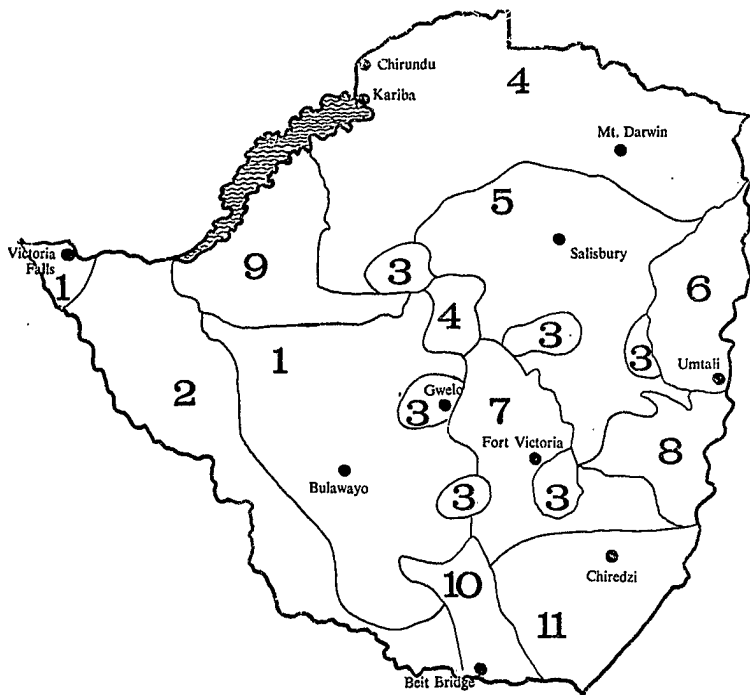 Chirundu
Kariba
4
Mt. Darwin
5
Salisbury
Victoria
Falls
1
9
3
6
4
3
3
Umtali
1
2
Gwelo
3
7
Fort Victoria
8
Bulawayo
3
3
Chiredzi
10
11
Beit Bridge